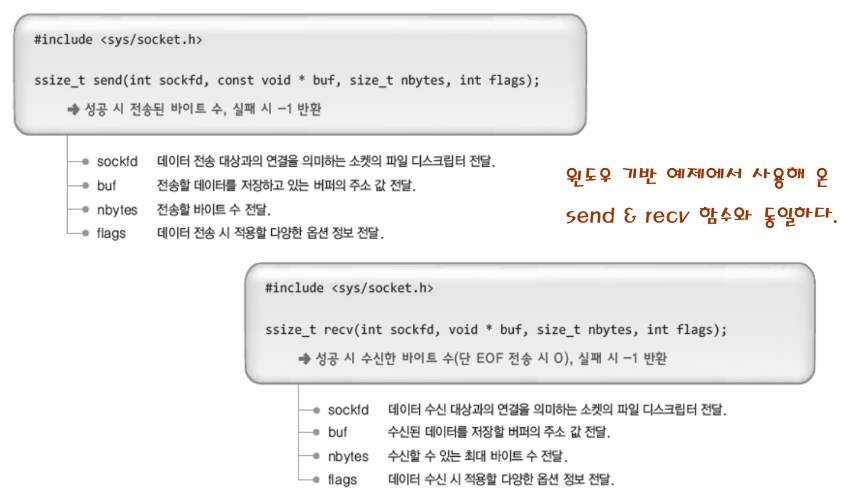 #include <sys/socket.h>
ssize_t send(int sockfd, const void * buf, size_t nbytes, int flags);
➜ 성공 시 전송된 바이트 수, 실패 시 −1 반환
sockfd 데이터 전송 대상과의 연결을 의미하는 소켓의 파일 디스크립터 전달.
buf 전송할 데이터를 저장하고 있는 버퍼의 주소 값 전달.
nbytes 전송할 바이트 수 전달.
flags 데이터 전송 시 적용할 다양한 옵션 정보 전달.
윈도우 기반 예제에서 사용해 온
send & recv 함수와 동일하다.
#include <sys/socket.h>
ssize_t recv(int sockfd, void * buf, size_t nbytes, int flags);
➜ 성공 시 수신한 바이트 수(단 EOF 전송 시 0), 실패 시 −1 반환
sockfd 데이터 수신 대상과의 연결을 의미하는 소켓의 파일 디스크립터 전달.
buf 수신된 데이터를 저장할 버퍼의 주소 값 전달.
nbytes 수신할 수 있는 최대 바이트 수 전달.
flags 데이터 수신 시 적용할 다양한 옵션 정보 전달.